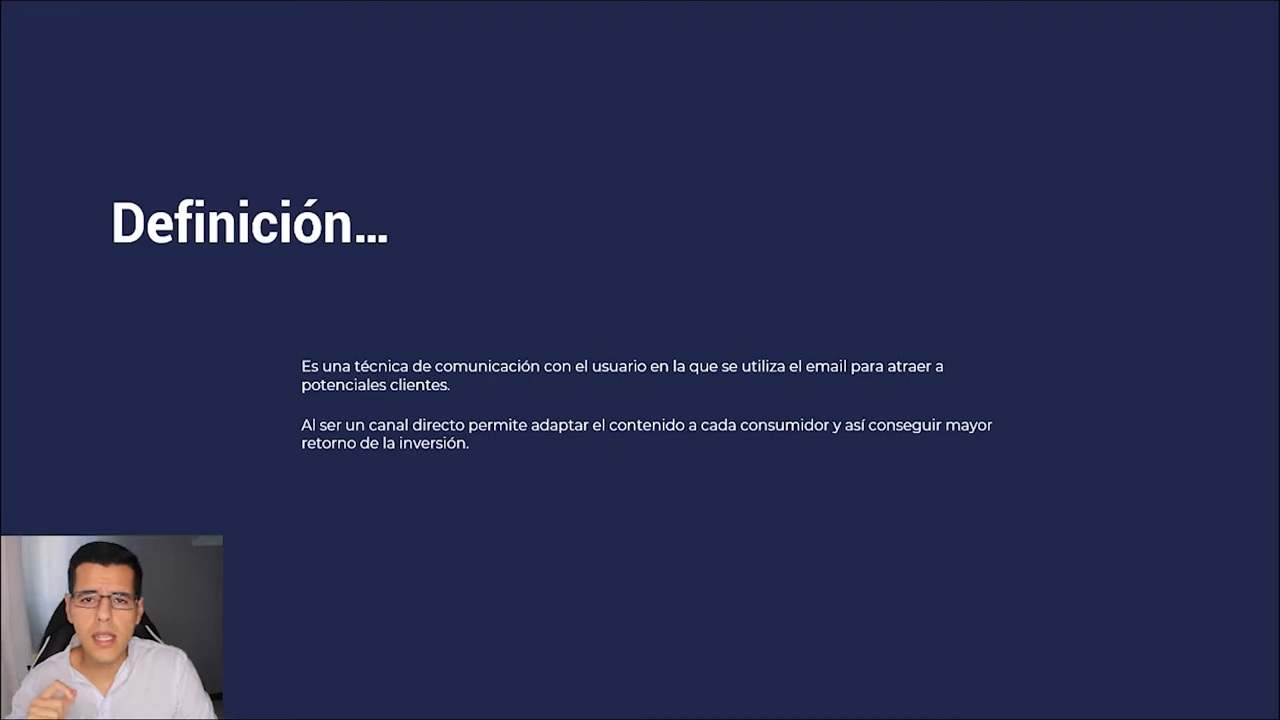 Definición...
Es una técnica de comunicación con el usuario en la que se utiliza el email para atraer a
potenciales clientes.
Al ser un canal directo permite adaptar el contenido a cada consumidor y así conseguir mayor
retorno de la inversión.